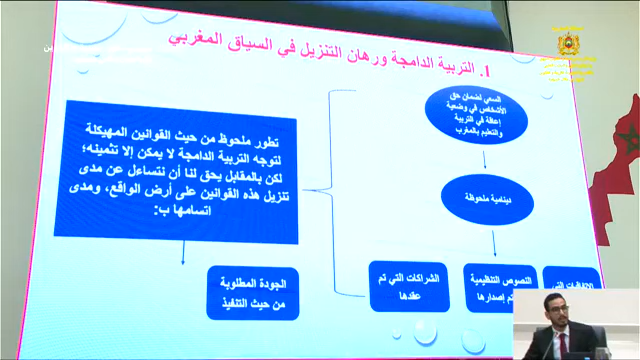 I. التربية الدامجة ورهان التنزيل في السياق المغربي
السعي لضمان حق
الأشخاص في وضعية
إعاقة في التربية
والتعليم بالمغرب
تطور ملحوظ من حيث القوانين المهيكلة
لتوجه التربية الدامجة لا يمكن إلا تثمينه؛
لكن بالمقابل يحق لنا أن نتساءل عن مدى
تنزيل هذه القوانين على أرض الواقع، ومدى
اتسامها ب:
دينامية ملحوظة
الجودة المطلوبة
من حيث التنفيذ
الشراكات التي تم
عقدها
النصوص التنظيمية
تم إصدارها
الاتفاقيات التي